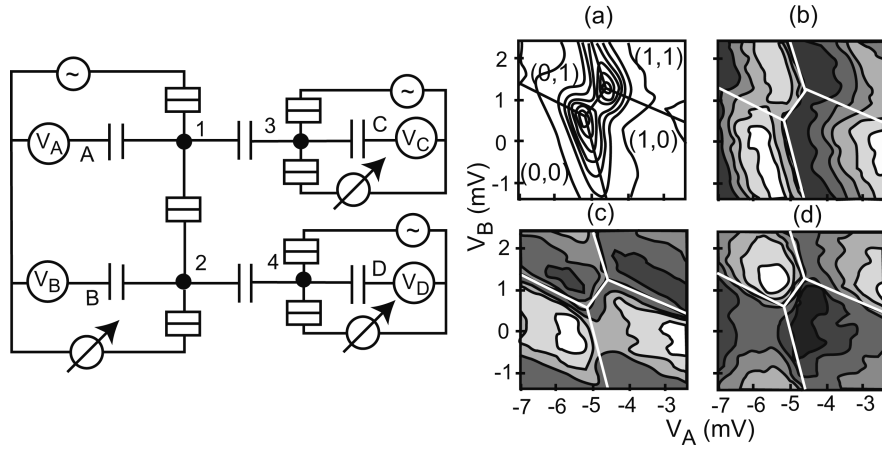 ~
1
3
C
V_A
A
V_C
~
V_B
B
2
4
D
V_D
(a)
(b)
(0,1)
(1,1)
(0,0)
(1,0)
2
1
0
-1
V_B (mV)
(c)
(d)
2
1
0
-1
-7 -6 -5 -4 -3
-7 -6 -5 -4 -3
V_A (mV)
~